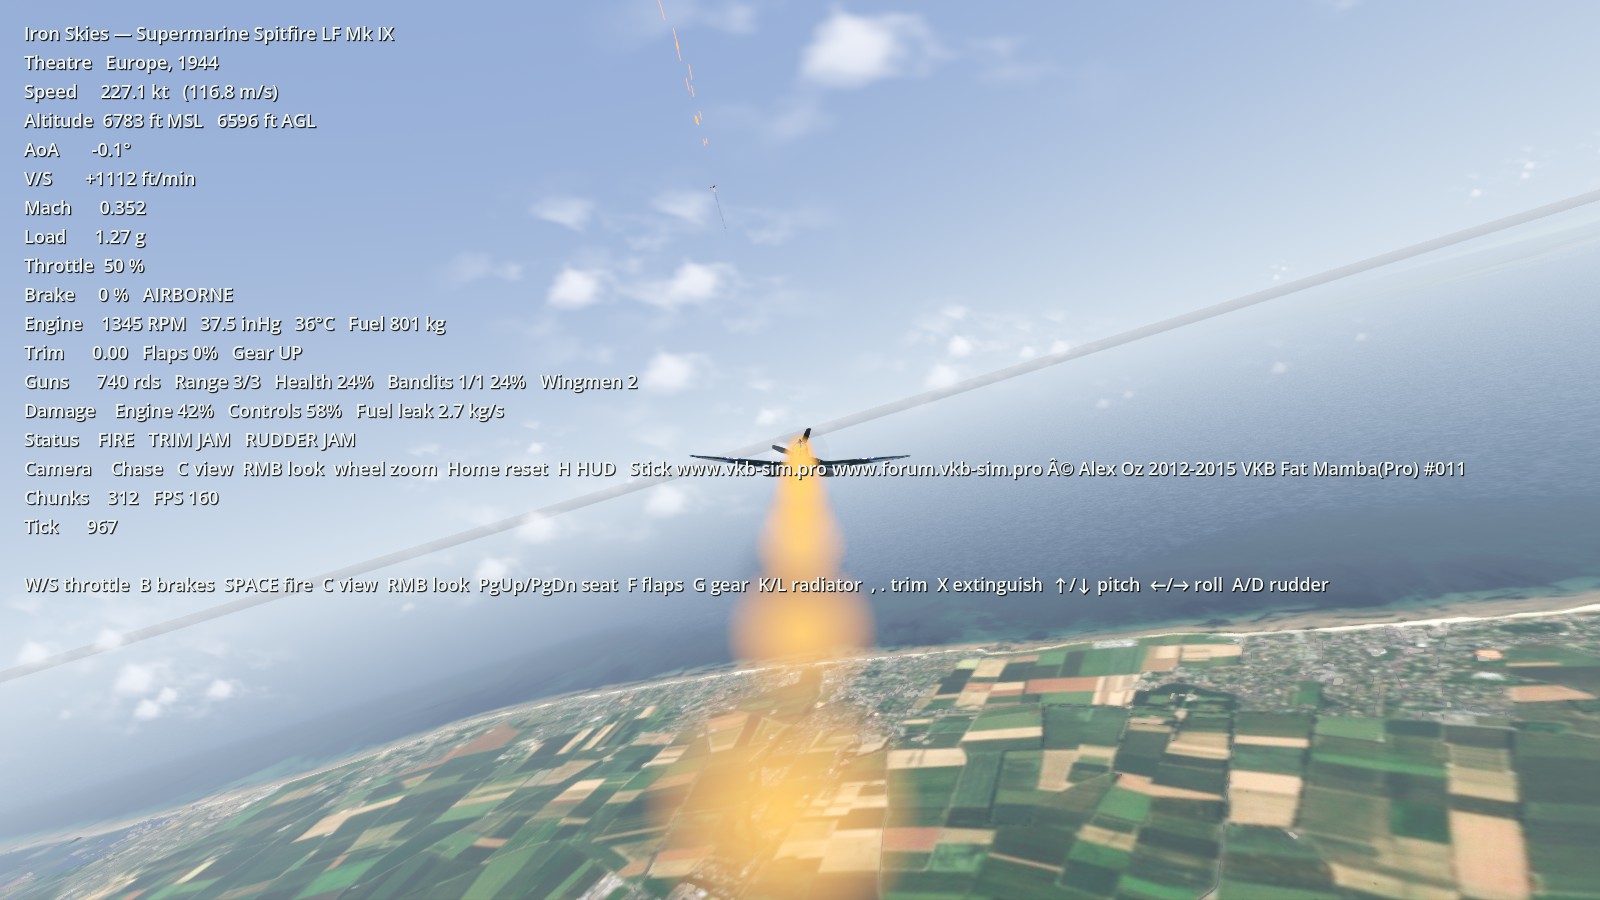 Iron Skies — Supermarine Spitfire LF Mk IX
Theatre Europe, 1944
Speed 227.1 kt (116.8 m/s)
Altitude 6783 ft MSL 6596 ft AGL
AoA -0.1°
V/S +1112 ft/min
Mach 0.352
Load 1.27 g
Throttle 50 %
Brake 0 % AIRBORNE
Engine 1345 RPM 37.5 inHg 36°C Fuel 801 kg
Trim 0.00 Flaps 0% Gear UP
Guns 740 rds Range 3/3 Health 24% Bandits 1/1 24% Wingmen 2
Damage Engine 42% Controls 58% Fuel leak 2.7 kg/s
Status FIRE TRIM JAM RUDDER JAM
Camera Chase C view RMB look wheel zoom Home reset H HUD Stick www.vkb-sim.pro www.forum.vkb-sim.pro Â© Alex Oz 2012-2015 VKB Fat Mamba(Pro) #011
Chunks 312 FPS 160
Tick 967
W/S throttle B brakes SPACE fire C view RMB look PgUp/PgDn seat F flaps G gear K/L radiator , . trim X extinguish ↑/↓ pitch ←/→ roll A/D rudder